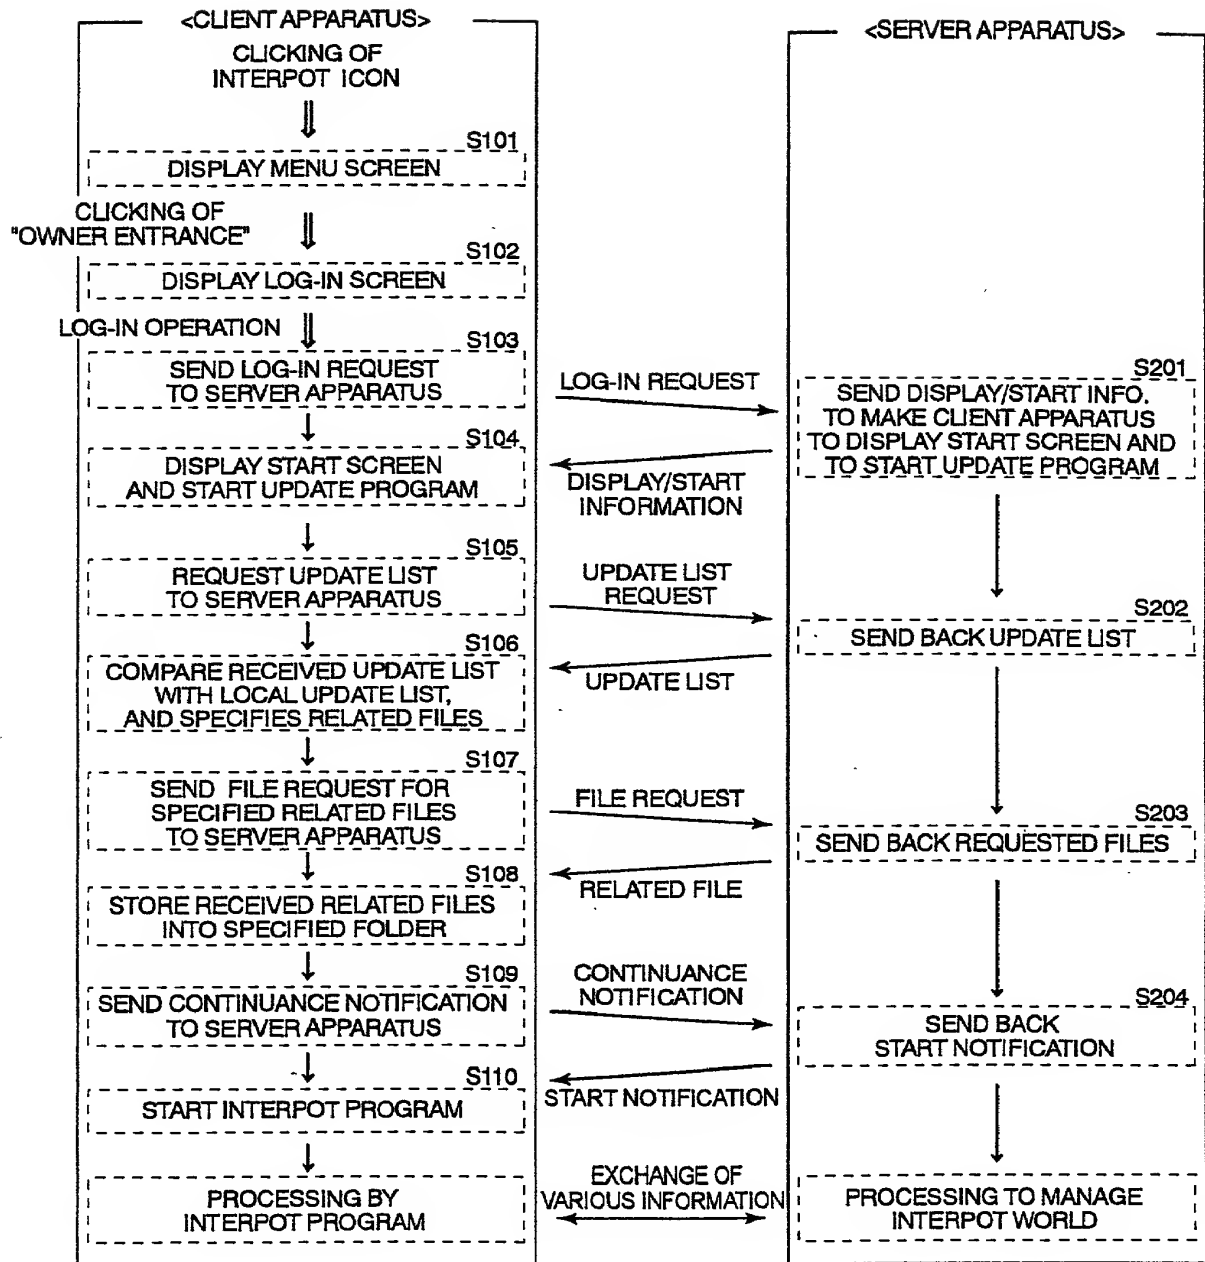 <CLIENT APPARATUS>
CLICKING OF
INTERPOT ICON
S101
DISPLAY MENU SCREEN
CLICKING OF
"OWNER ENTRANCE"
S102
DISPLAY LOG-IN SCREEN
LOG-IN OPERATION
S103
SEND LOG-IN REQUEST
TO SERVER APPARATUS
S104
DISPLAY START SCREEN
AND START UPDATE PROGRAM
S105
REQUEST UPDATE LIST
TO SERVER APPARATUS
S106
COMPARE RECEIVED UPDATE LIST
WITH LOCAL UPDATE LIST,
AND SPECIFIES RELATED FILES
S107
SEND FILE REQUEST FOR
SPECIFIED RELATED FILES
TO SERVER APPARATUS
S108
STORE RECEIVED RELATED FILES
INTO SPECIFIED FOLDER
S109
SEND CONTINUANCE NOTIFICATION
TO SERVER APPARATUS
S110
START INTERPOT PROGRAM
PROCESSING BY
INTERPOT PROGRAM
LOG-IN REQUEST
DISPLAY/START
INFORMATION
UPDATE LIST
REQUEST
UPDATE LIST
FILE REQUEST
RELATED FILE
CONTINUANCE
NOTIFICATION
START NOTIFICATION
EXCHANGE OF
VARIOUS INFORMATION
<SERVER APPARATUS>
S201
SEND DISPLAY/START INFO.
TO MAKE CLIENT APPARATUS
TO DISPLAY START SCREEN AND
TO START UPDATE PROGRAM
S202
SEND BACK UPDATE LIST
S203
SEND BACK REQUESTED FILES
S204
SEND BACK
START NOTIFICATION
PROCESSING TO MANAGE
INTERPOT WORLD